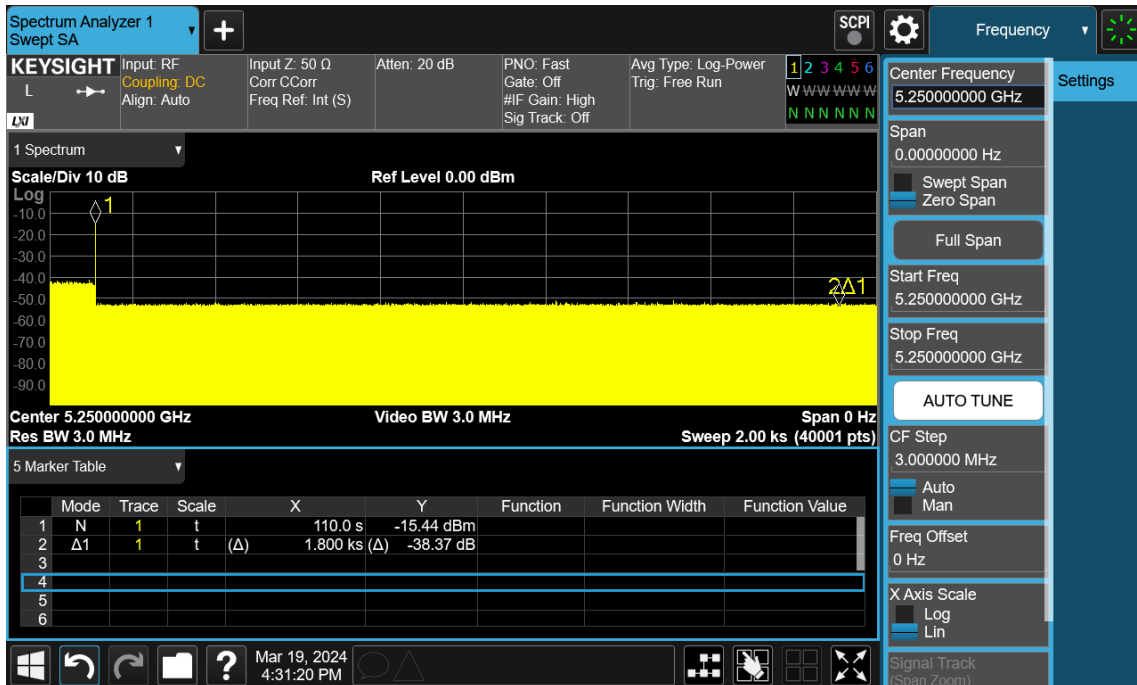 Spectrum Analyzer 1
Swept SA
+
SCPI
Frequency
KEYSIGHT
L
LXI
Input: RF
Coupling: DC
Align: Auto
Input Z: 50 Ω
Corr CCorr
Freq Ref: Int (S)
Atten: 20 dB
PNO: Fast
Gate: Off
#IF Gain: High
Sig Track: Off
Avg Type: Log-Power
Trig: Free Run
1 2 3 4 5 6
W W W W W W
N N N N N N
1 Spectrum
Scale/Div 10 dB
Ref Level 0.00 dBm
Log
-10.0
-20.0
-30.0
-40.0
-50.0
-60.0
-70.0
-80.0
-90.0
1
2Δ1
Center 5.250000000 GHz
Video BW 3.0 MHz
Span 0 Hz
Res BW 3.0 MHz
Sweep 2.00 ks (40001 pts)
5 Marker Table
Mode Trace Scale X Y Function Function Width Function Value
1 N 1 t 110.0 s -15.44 dBm
2 Δ1 1 t (Δ) 1.800 ks (Δ) -38.37 dB
3
4
5
6
?
Mar 19, 2024
4:31:20 PM
Center Frequency
5.250000000 GHz
Span
0.00000000 Hz
Swept Span
Zero Span
Full Span
Start Freq
5.250000000 GHz
Stop Freq
5.250000000 GHz
AUTO TUNE
CF Step
3.000000 MHz
Auto
Man
Freq Offset
0 Hz
X Axis Scale
Log
Lin
Signal Track
(Span Zoom)
Settings